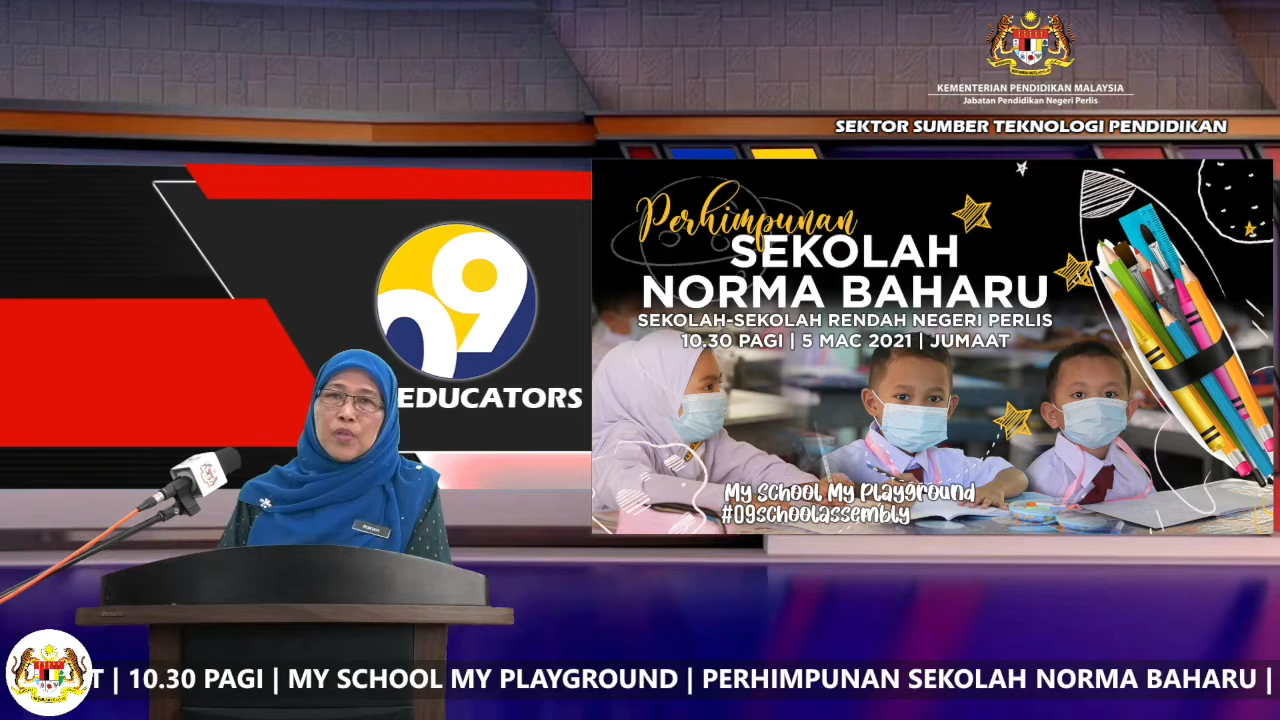 KEMENTERIAN PENDIDIKAN MALAYSIA
Jabatan Pendidikan Negeri Perlis
SEKTOR SUMBER TEKNOLOGI PENDIDIKAN
09
EDUCATORS
Perhimpunan
SEKOLAH
NORMA BAHARU
SEKOLAH-SEKOLAH RENDAH NEGERI PERLIS
10.30 PAGI | 5 MAC 2021 | JUMAAT
My School My Playground
#09schoolassembly
T | 10.30 PAGI | MY SCHOOL MY PLAYGROUND | PERHIMPUNAN SEKOLAH NORMA BAHARU |